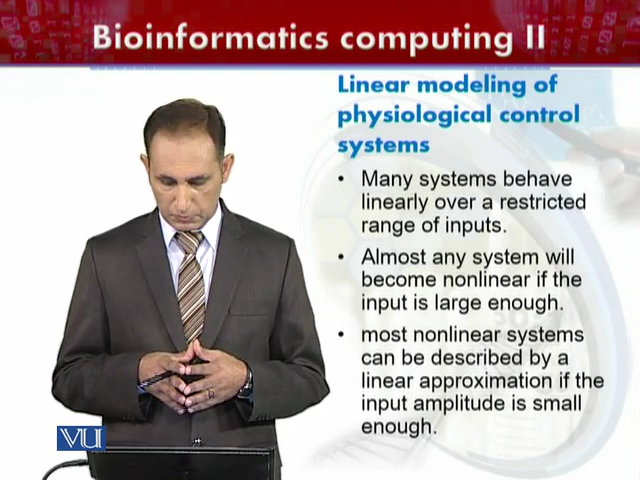 Bioinformatics computing II
Linear modeling of
physiological control
systems
• Many systems behave
linearly over a restricted
range of inputs.
• Almost any system will
become nonlinear if the
input is large enough.
• most nonlinear systems
can be described by a
linear approximation if the
input amplitude is small
enough.
VU